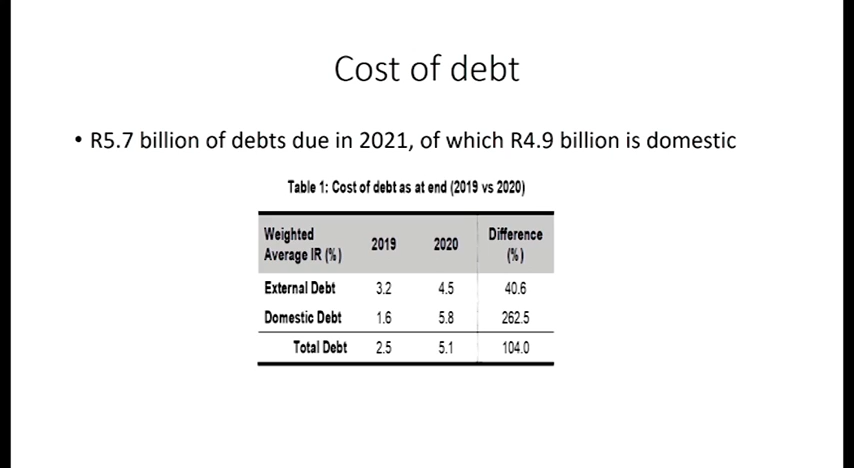 Cost of debt
• R5.7 billion of debts due in 2021, of which R4.9 billion is domestic
Table 1: Cost of debt as at end (2019 vs 2020)
Weighted Average IR (%) 2019 2020 Difference (%)
External Debt 3.2 4.5 40.6
Domestic Debt 1.6 5.8 262.5
Total Debt 2.5 5.1 104.0